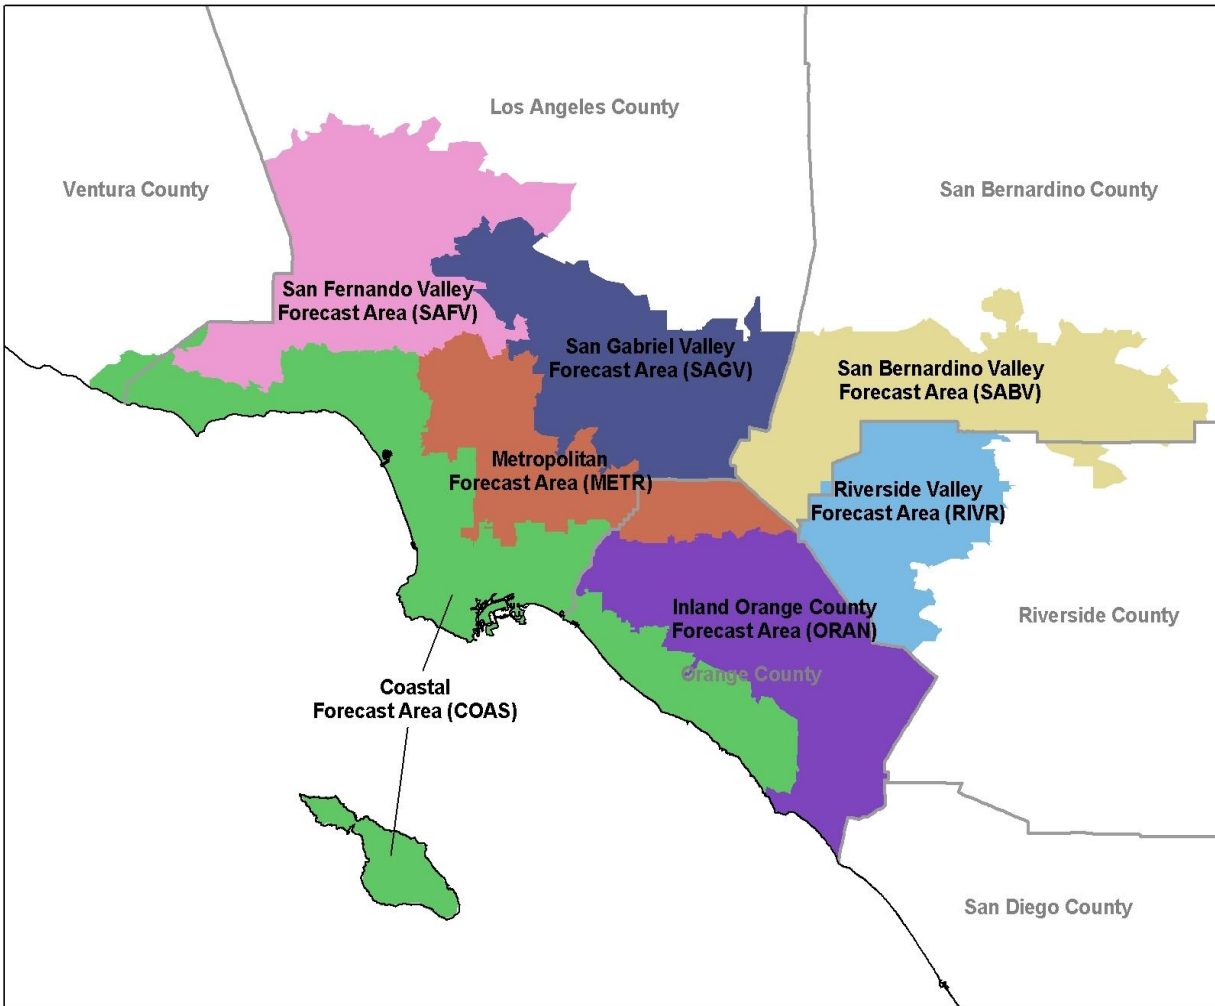 Los Angeles County
Ventura County
San Bernardino County
San Fernando Valley
Forecast Area (SAFV)
San Gabriel Valley
Forecast Area (SAGV)
San Bernardino Valley
Forecast Area (SABV)
Metropolitan
Forecast Area (METR)
Riverside Valley
Forecast Area (RIVR)
Inland Orange County
Forecast Area (ORAN)
Riverside County
Orange County
Coastal
Forecast Area (COAS)
San Diego County